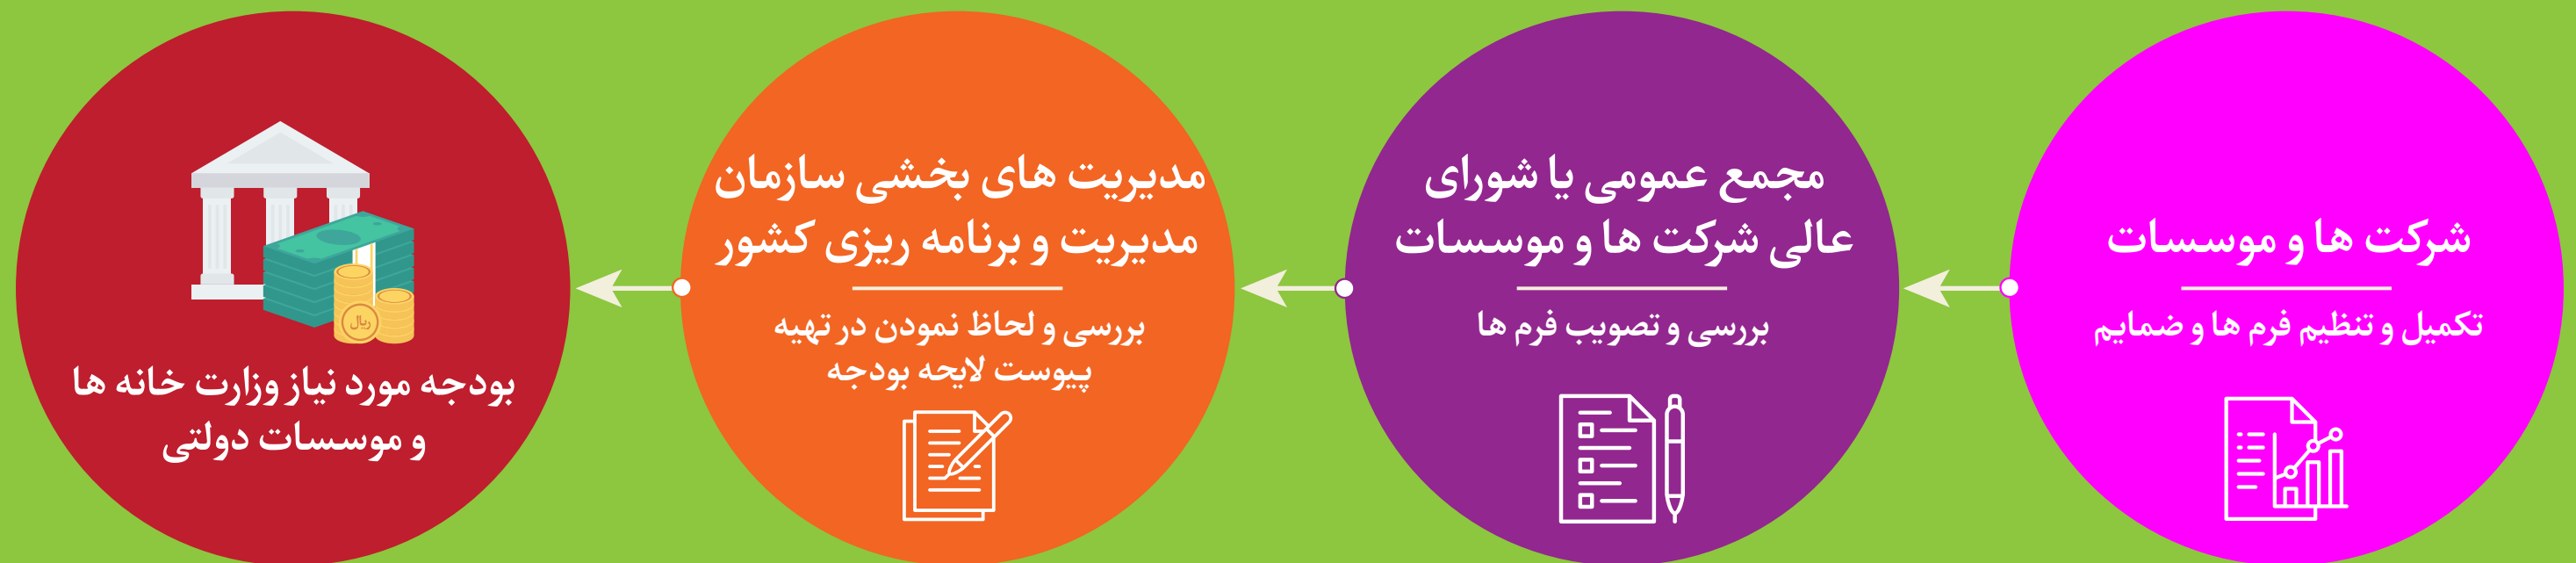 شرکت ها و موسسات
تکمیل و تنظیم فرم ها و ضمایم
مجمع عمومی یا شورای
عالی شرکت ها و موسسات
بررسی و تصویب فرم ها
مدیریت های بخشی سازمان
مدیریت و برنامه ریزی کشور
بررسی و لحاظ نمودن در تهیه
پیوست لایحه بودجه
ریال
بودجه مورد نیاز وزارت خانه ها
و موسسات دولتی